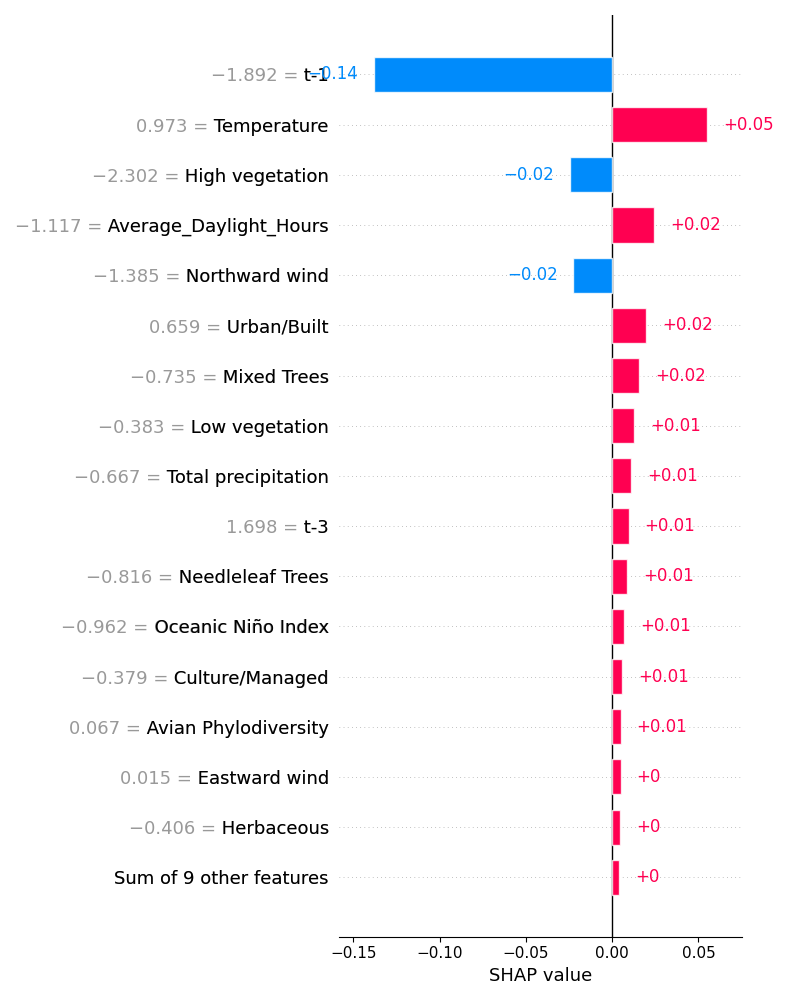 −1.892 = t-1 −0.14
0.973 = Temperature +0.05
−2.302 = High vegetation −0.02
−1.117 = Average_Daylight_Hours +0.02
−1.385 = Northward wind −0.02
0.659 = Urban/Built +0.02
−0.735 = Mixed Trees +0.02
−0.383 = Low vegetation +0.01
−0.667 = Total precipitation +0.01
1.698 = t-3 +0.01
−0.816 = Needleleaf Trees +0.01
−0.962 = Oceanic Niño Index +0.01
−0.379 = Culture/Managed +0.01
0.067 = Avian Phylodiversity +0.01
0.015 = Eastward wind +0
−0.406 = Herbaceous +0
Sum of 9 other features +0
−0.15 −0.10 −0.05 0.00 0.05
SHAP value